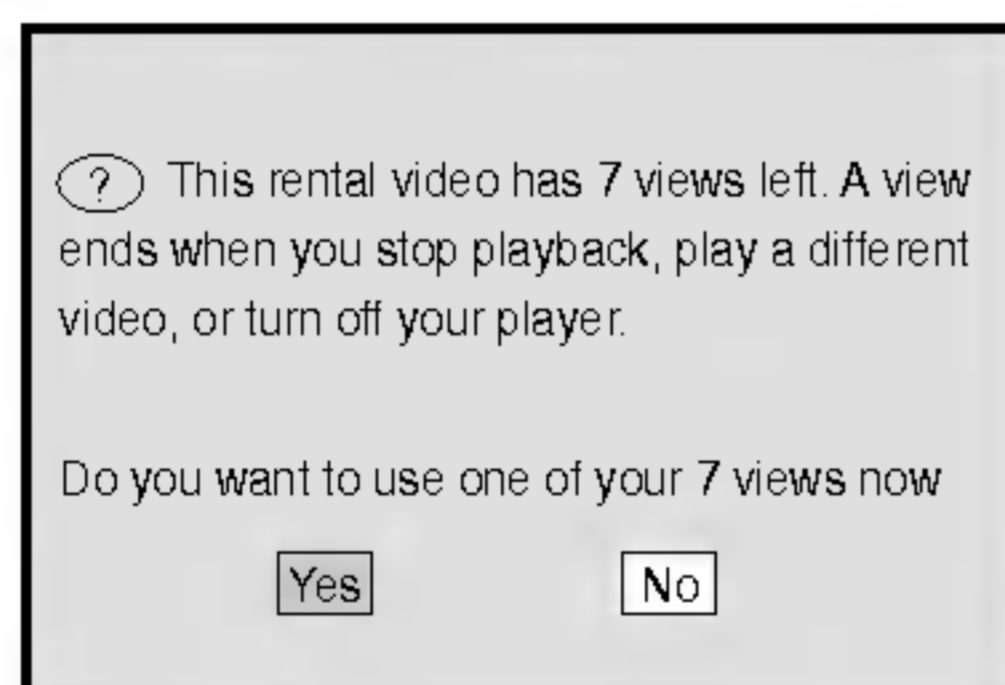 ? This rental video has 7 views left. A view
ends when you stop playback, play a different
video, or turn off your player.
Do you want to use one of your 7 views now
Yes No